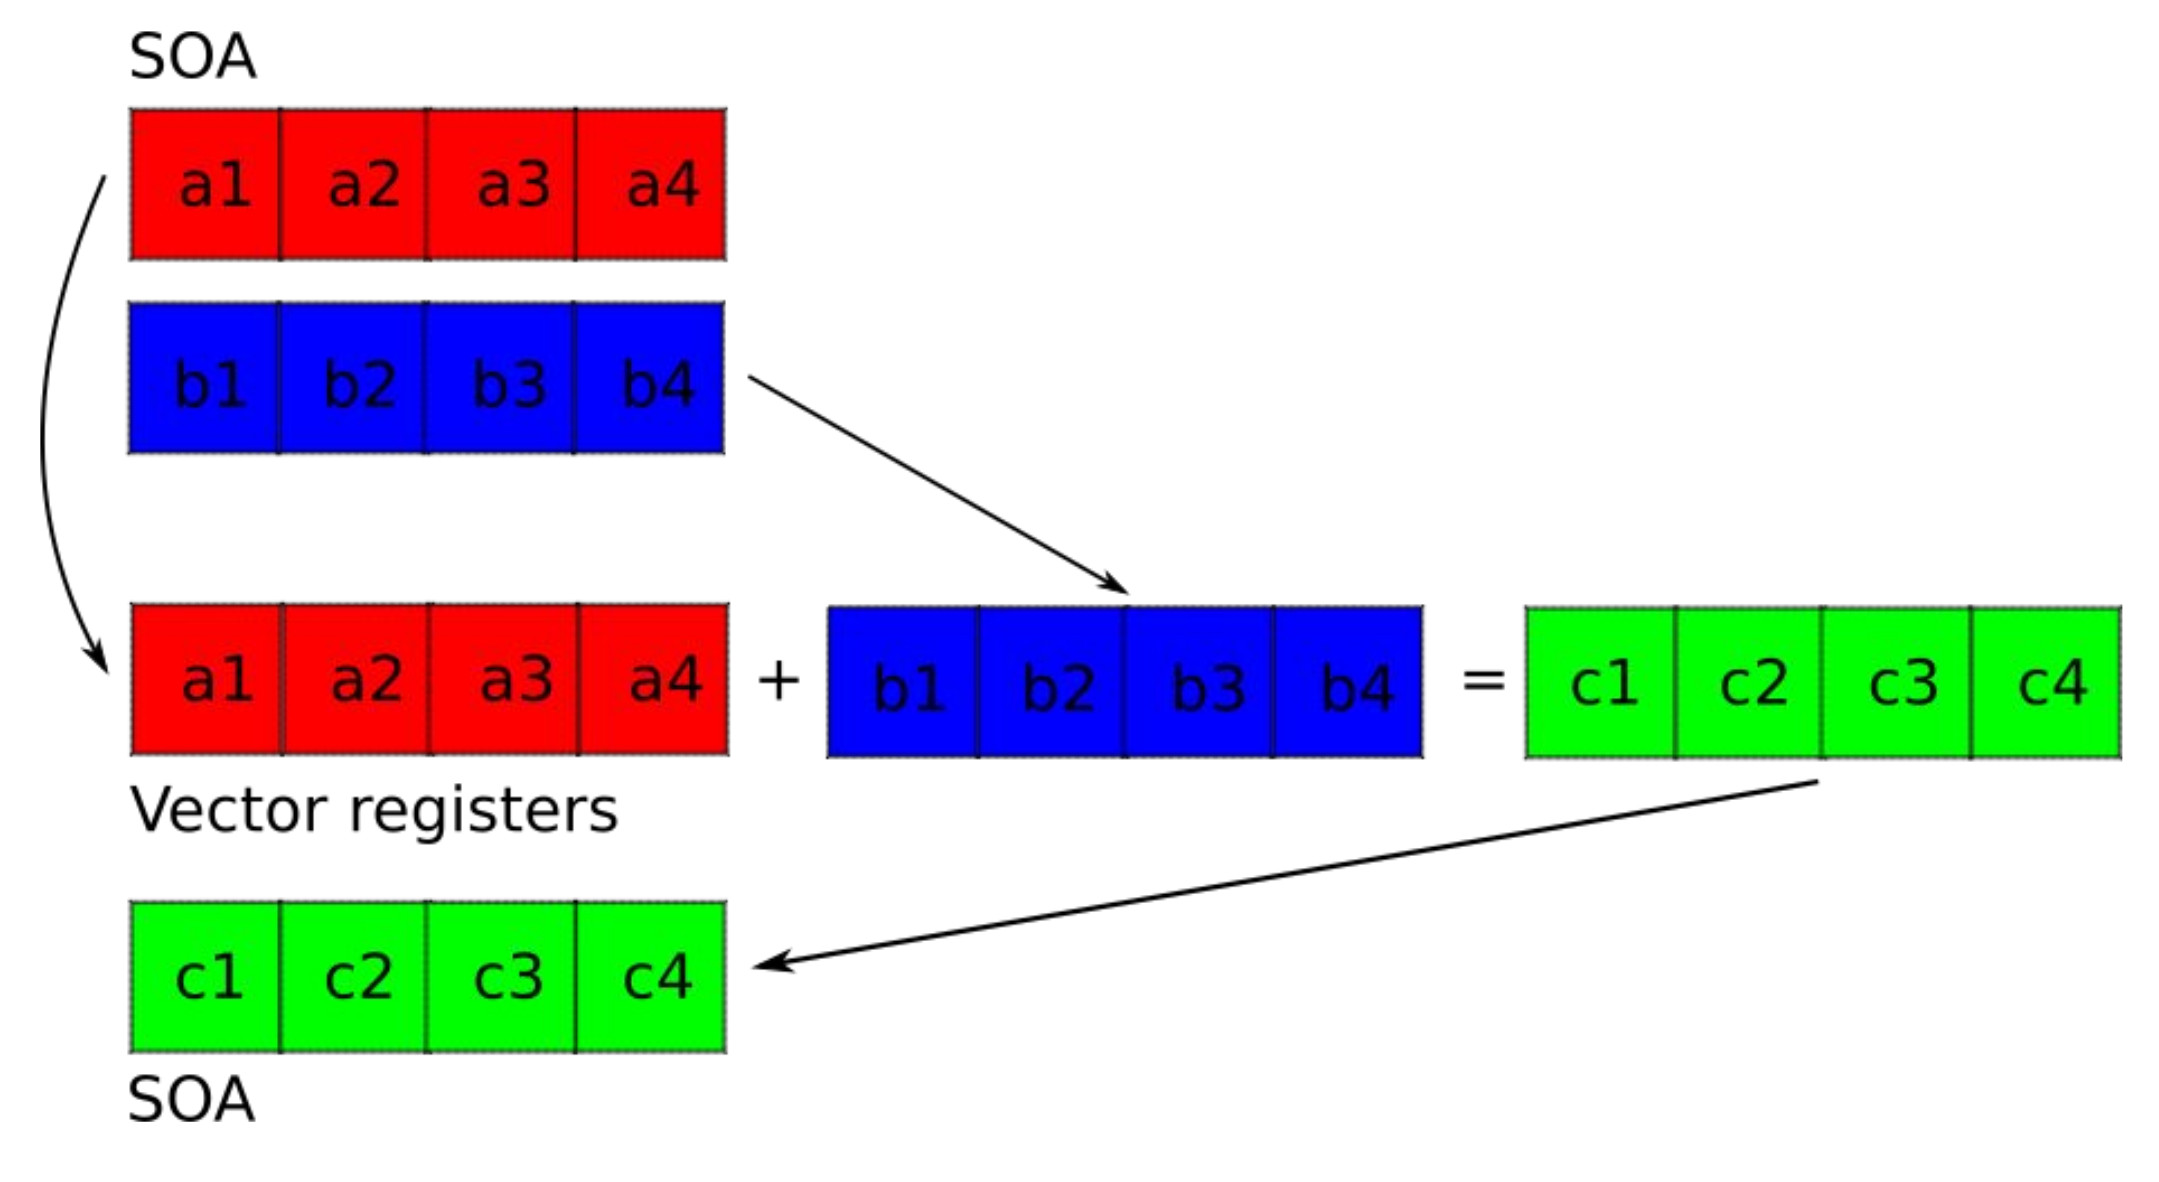 SOA
a1 a2 a3 a4
b1 b2 b3 b4
a1 a2 a3 a4 + b1 b2 b3 b4 = c1 c2 c3 c4
Vector registers
c1 c2 c3 c4
SOA